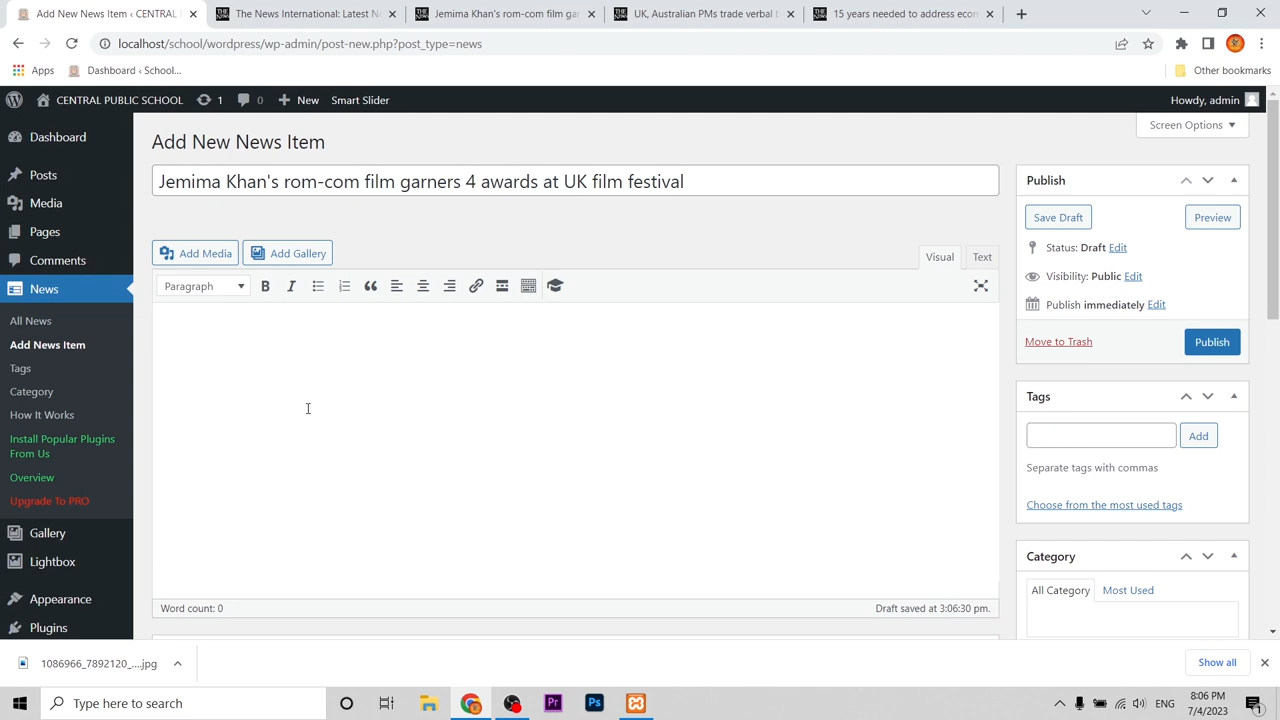 Add New News Item ‹ CENTRAL P
The News International: Latest Ne
Jemima Khan's rom-com film gar
UK, Australian PMs trade verbal b
15 years needed to address econ
localhost/school/wordpress/wp-admin/post-new.php?post_type=news
Apps
Dashboard ‹ School...
Other bookmarks
CENTRAL PUBLIC SCHOOL
1
0
New
Smart Slider
Howdy, admin
Dashboard
Posts
Media
Pages
Comments
News
All News
Add News Item
Tags
Category
How It Works
Install Popular Plugins
From Us
Overview
Upgrade To PRO
Gallery
Lightbox
Appearance
Plugins
Add New News Item
Screen Options
Jemima Khan's rom-com film garners 4 awards at UK film festival
Add Media
Add Gallery
Visual
Text
Paragraph
B
I
Word count: 0
Draft saved at 3:06:30 pm.
Publish
Save Draft
Preview
Status: Draft Edit
Visibility: Public Edit
Publish immediately Edit
Move to Trash
Publish
Tags
Add
Separate tags with commas
Choose from the most used tags
Category
All Category
Most Used
1086966_7892120_....jpg
Show all
Type here to search
Pr
Ps
ENG
8:06 PM
7/4/2023
1